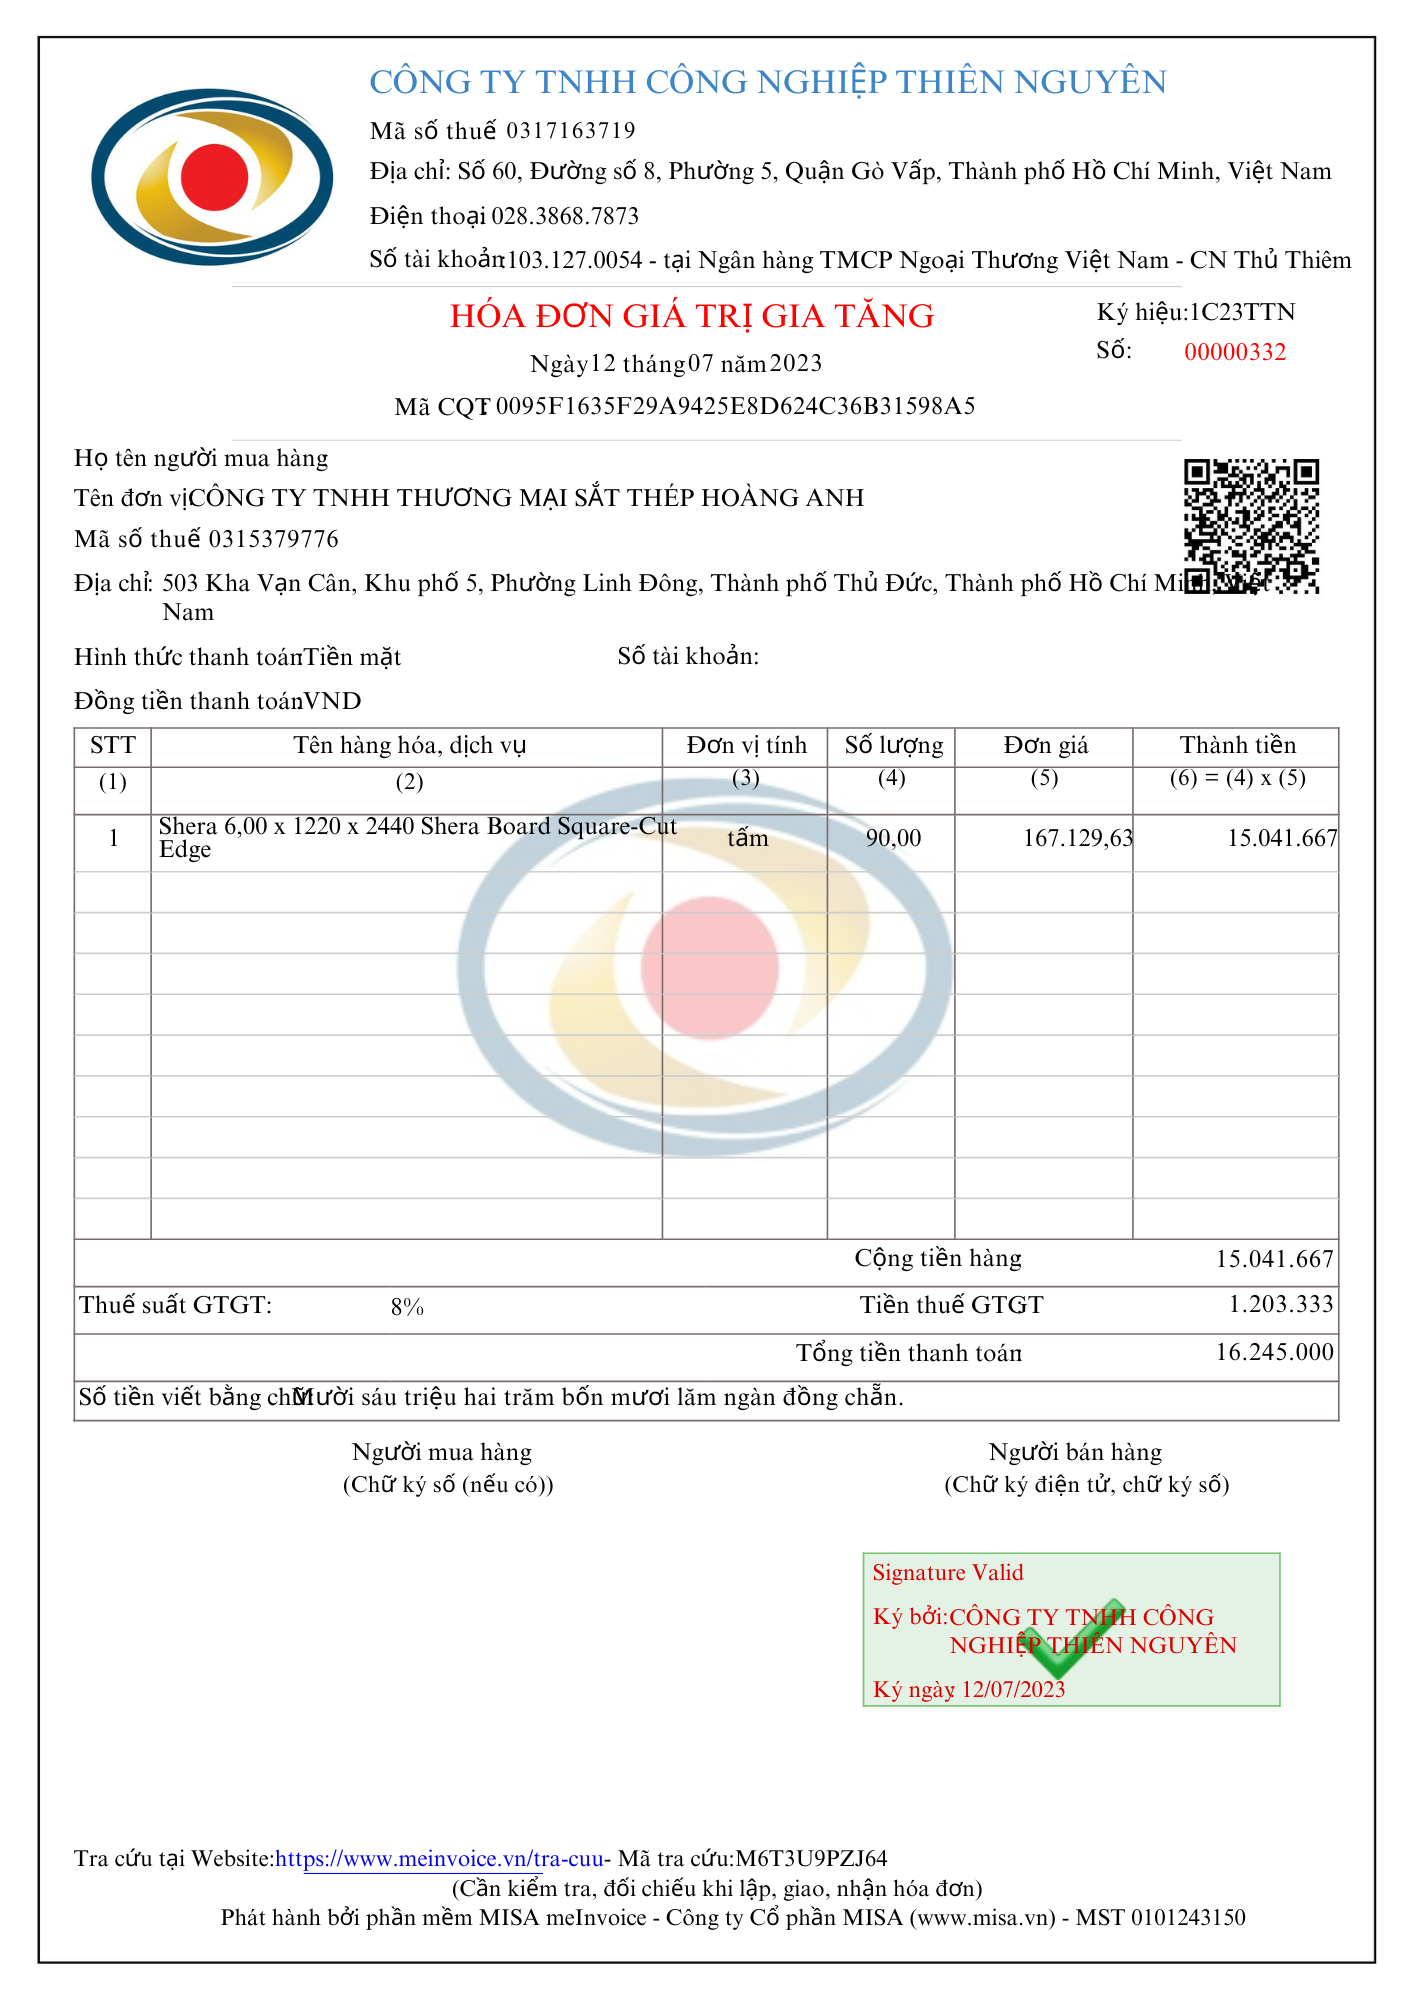 CÔNG TY TNHH CÔNG NGHIỆP THIÊN NGUYÊN
Mã số thuế: 0317163719
Địa chỉ: Số 60, Đường số 8, Phường 5, Quận Gò Vấp, Thành phố Hồ Chí Minh, Việt Nam
Điện thoại: 028.3868.7873
Số tài khoản: 103.127.0054 - tại Ngân hàng TMCP Ngoại Thương Việt Nam - CN Thủ Thiêm
HÓA ĐƠN GIÁ TRỊ GIA TĂNG
Ký hiệu: 1C23TTN
Số: 00000332
Ngày 12 tháng 07 năm 2023
Mã CQT: 0095F1635F29A9425E8D624C36B31598A5
Họ tên người mua hàng
Tên đơn vị: CÔNG TY TNHH THƯƠNG MẠI SẮT THÉP HOÀNG ANH
Mã số thuế: 0315379776
Địa chỉ: 503 Kha Vạn Cân, Khu phố 5, Phường Linh Đông, Thành phố Thủ Đức, Thành phố Hồ Chí Minh, Việt
Nam
Hình thức thanh toán: Tiền mặt Số tài khoản:
Đồng tiền thanh toán: VND
STT Tên hàng hóa, dịch vụ Đơn vị tính Số lượng Đơn giá Thành tiền
(1) (2) (3) (4) (5) (6) = (4) x (5)
1 Shera 6,00 x 1220 x 2440 Shera Board Square-Cut Edge tấm 90,00 167.129,63 15.041.667
Cộng tiền hàng: 15.041.667
Thuế suất GTGT: 8% Tiền thuế GTGT: 1.203.333
Tổng tiền thanh toán: 16.245.000
Số tiền viết bằng chữ: Mười sáu triệu hai trăm bốn mươi lăm ngàn đồng chẵn.
Người mua hàng Người bán hàng
(Chữ ký số (nếu có)) (Chữ ký điện tử, chữ ký số)
Signature Valid
Ký bởi: CÔNG TY TNHH CÔNG
NGHIỆP THIÊN NGUYÊN
Ký ngày: 12/07/2023
Tra cứu tại Website: https://www.meinvoice.vn/tra-cuu - Mã tra cứu: M6T3U9PZJ64
(Cần kiểm tra, đối chiếu khi lập, giao, nhận hóa đơn)
Phát hành bởi phần mềm MISA meInvoice - Công ty Cổ phần MISA (www.misa.vn) - MST 0101243150